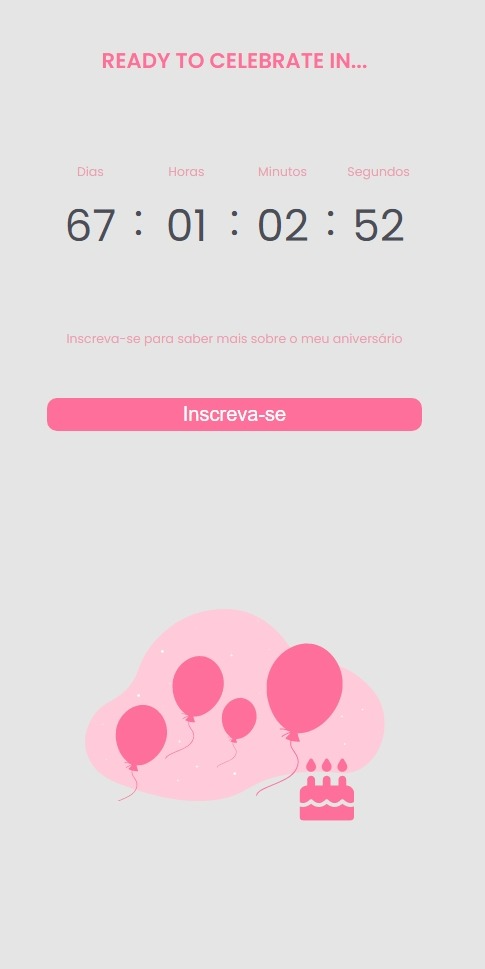 READY TO CELEBRATE IN...
Dias Horas Minutos Segundos
67 : 01 : 02 : 52
Inscreva-se para saber mais sobre o meu aniversário
Inscreva-se